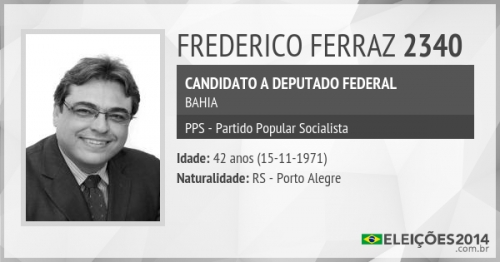 FREDERICO FERRAZ 2340
CANDIDATO A DEPUTADO FEDERAL
BAHIA
PPS - Partido Popular Socialista
Idade: 42 anos (15-11-1971)
Naturalidade: RS - Porto Alegre
ELEIÇÕES2014
.com.br